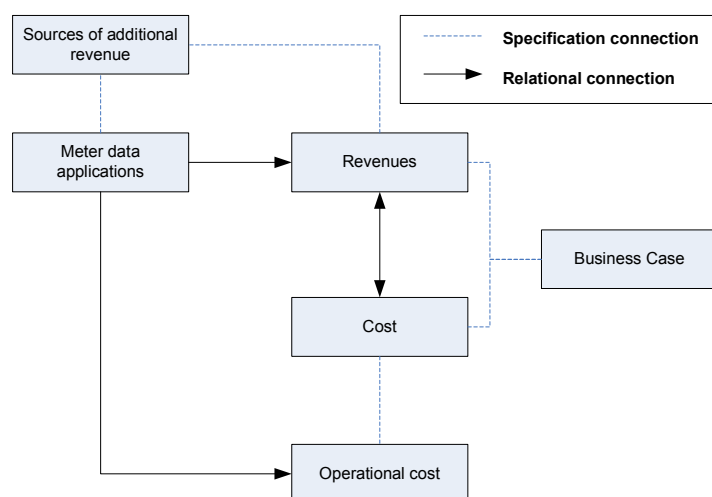 Sources of additional
revenue
Specification connection
Relational connection
Meter data
applications
Revenues
Business Case
Cost
Operational cost